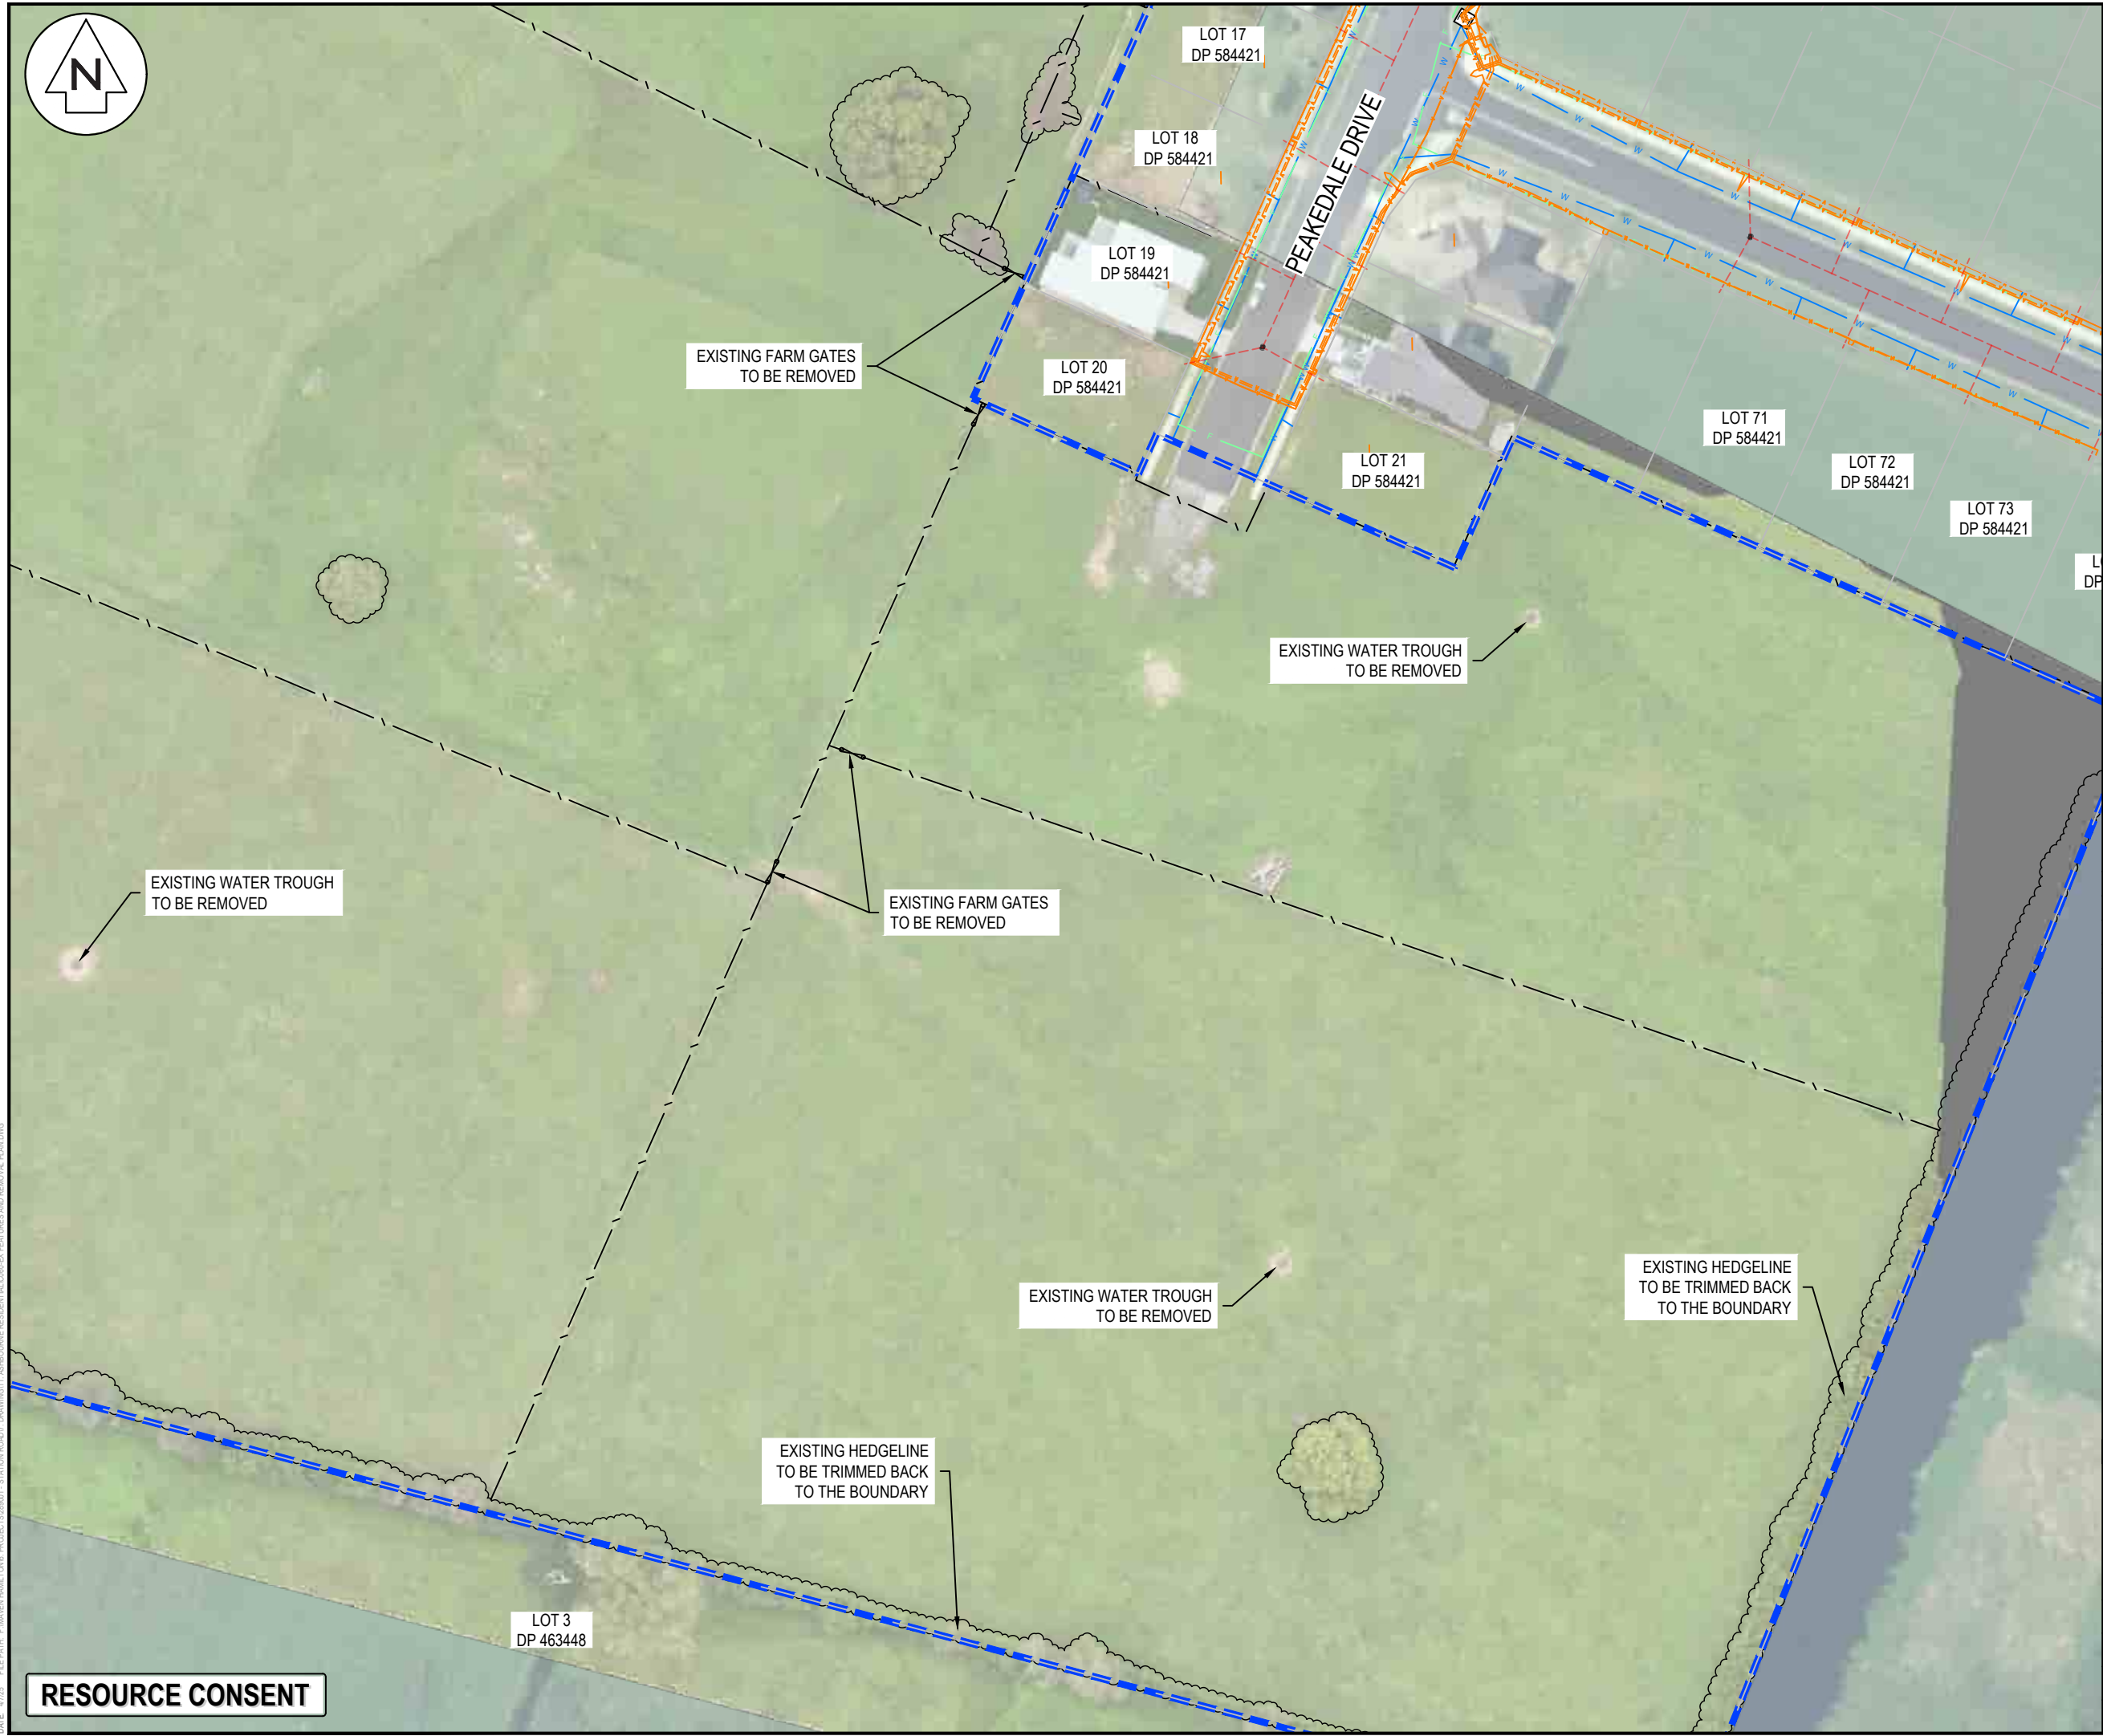 N
LOT 17
DP 584421
LOT 18
DP 584421
PEAKEDALE DRIVE
LOT 19
DP 584421
EXISTING FARM GATES
TO BE REMOVED
LOT 20
DP 584421
LOT 21
DP 584421
LOT 71
DP 584421
LOT 72
DP 584421
LOT 73
DP 584421
DP
EXISTING WATER TROUGH
TO BE REMOVED
EXISTING WATER TROUGH
TO BE REMOVED
EXISTING FARM GATES
TO BE REMOVED
EXISTING WATER TROUGH
TO BE REMOVED
EXISTING HEDGELINE
TO BE TRIMMED BACK
TO THE BOUNDARY
EXISTING HEDGELINE
TO BE TRIMMED BACK
TO THE BOUNDARY
LOT 3
DP 463448
RESOURCE CONSENT